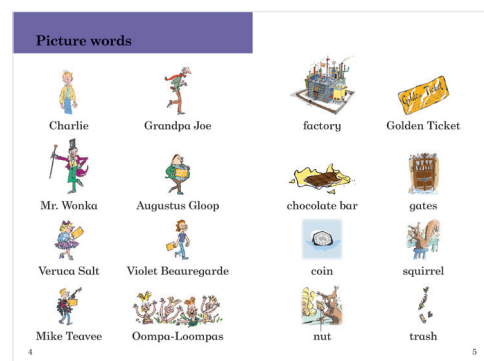 Picture words
Charlie
Grandpa Joe
Mr. Wonka
Augustus Gloop
Veruca Salt
Violet Beauregarde
Mike Teavee
Oompa-Loompas
4
Golden Ticket
factory
Golden Ticket
chocolate bar
gates
coin
squirrel
nut
trash
5